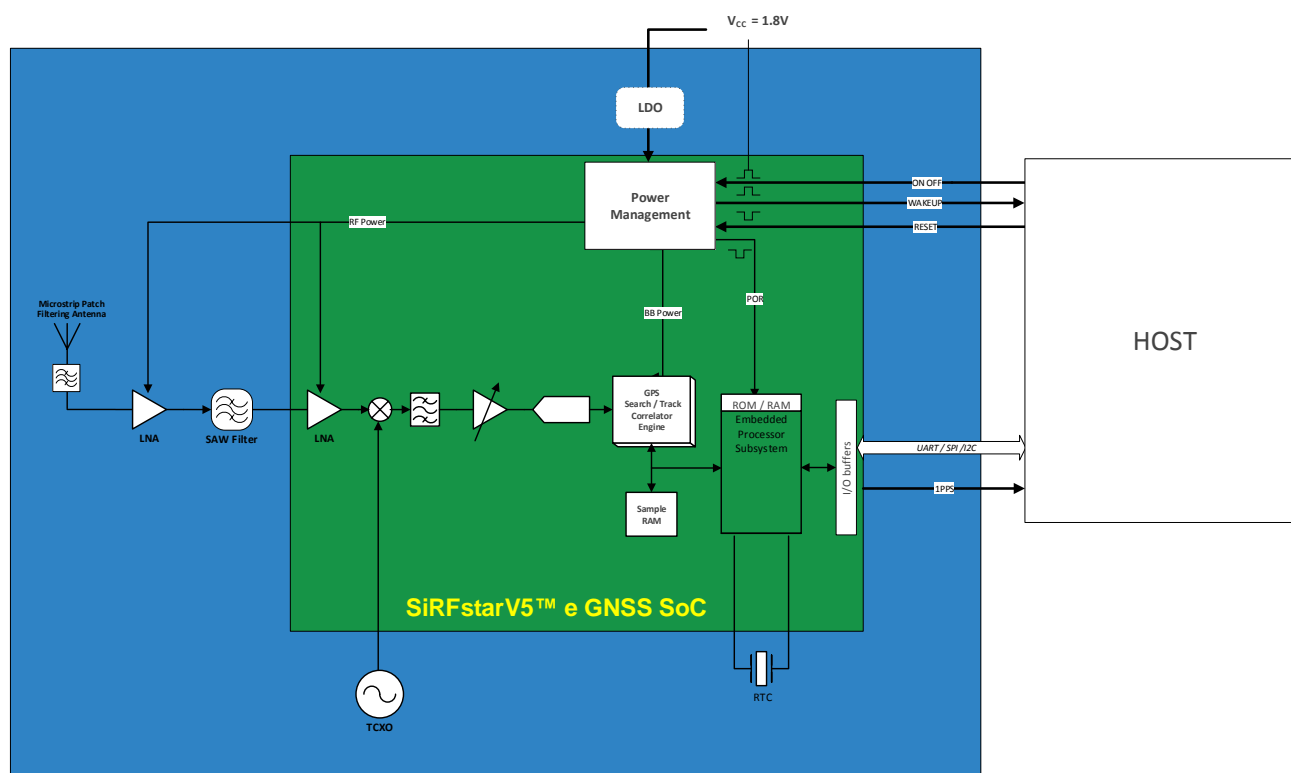 VCC = 1.8V
LDO
Power
Management
ON OFF
WAKEUP
RESET
RF Power
POR
BB Power
HOST
Microstrip Patch
Filtering Antenna
LNA
SAW Filter
LNA
GPS
Search / Track
Correlator
Engine
ROM / RAM
Embedded
Processor
Subsystem
I/O buffers
UART / SPI /I2C
1PPS
Sample
RAM
SiRFstarV5™ e GNSS SoC
RTC
TCXO